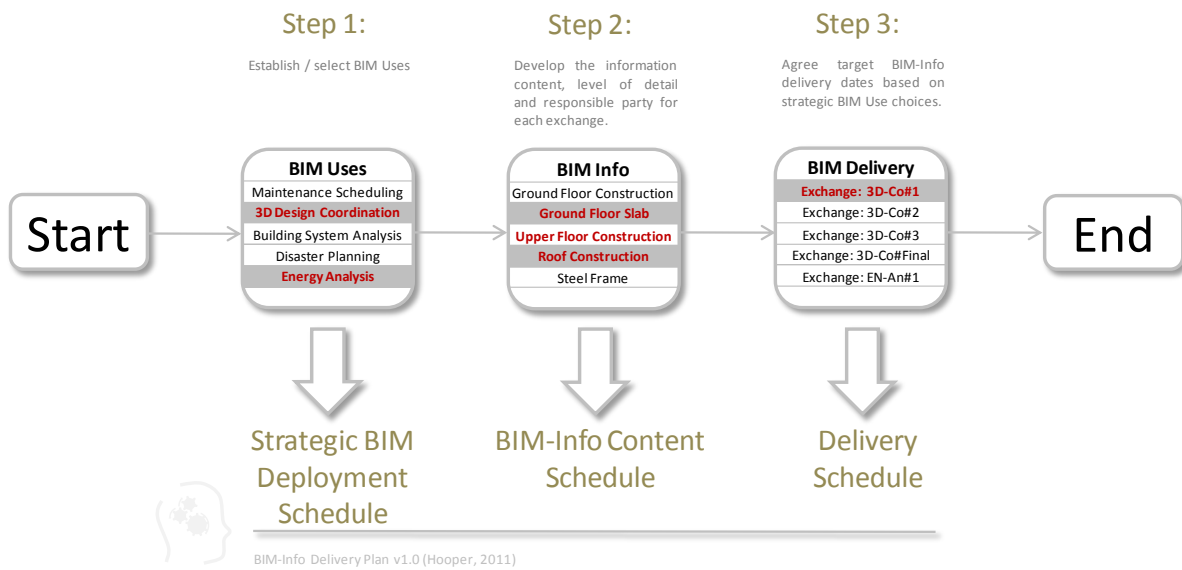 Step 1:
Establish / select BIM Uses
Step 2:
Develop the information
content, level of detail
and responsible party for
each exchange.
Step 3:
Agree target BIM-Info
delivery dates based on
strategic BIM Use choices.
Start
BIM Uses
Maintenance Scheduling
3D Design Coordination
Building System Analysis
Disaster Planning
Energy Analysis
BIM Info
Ground Floor Construction
Ground Floor Slab
Upper Floor Construction
Roof Construction
Steel Frame
BIM Delivery
Exchange: 3D-Co#1
Exchange: 3D-Co#2
Exchange: 3D-Co#3
Exchange: 3D-Co#Final
Exchange: EN-An#1
End
Strategic BIM
Deployment
Schedule
BIM-Info Content
Schedule
Delivery
Schedule
BIM-Info Delivery Plan v1.0 (Hooper, 2011)